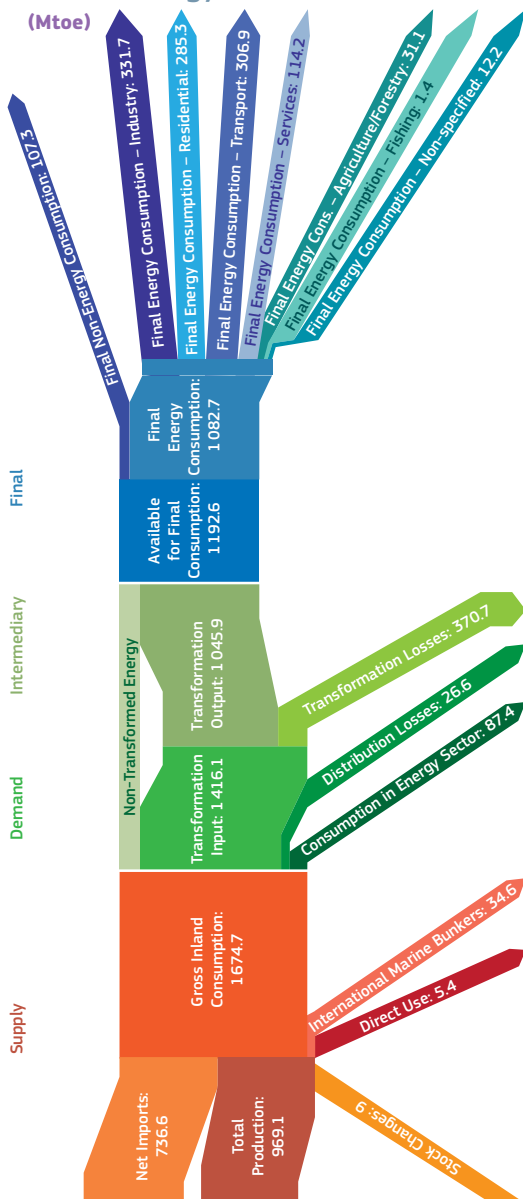 (Mtoe)
Final Non-Energy Consumption: 107.3
Final Energy Consumption – Industry: 331.7
Final Energy Consumption – Residential: 285.3
Final Energy Consumption – Transport: 306.9
Final Energy Consumption – Services: 114.2
Final Energy Cons. – Agriculture/Forestry: 31.1
Final Energy Consumption – Fishing: 1.4
Final Energy Consumption – Non-specified: 12.2
Final
Final
Energy
Consumption:
1 082.7
Available
for Final
Consumption:
1 192.6
Intermediary
Non-Transformed Energy
Transformation
Output: 1 045.9
Transformation Losses: 370.7
Distribution Losses: 26.6
Consumption in Energy Sector: 87.4
Demand
Transformation
Input: 1 416.1
Supply
Gross Inland
Consumption:
1 674.7
International Marine Bunkers: 34.6
Direct Use: 5.4
Net Imports:
736.6
Total
Production:
969.1
Stock Changes: 9